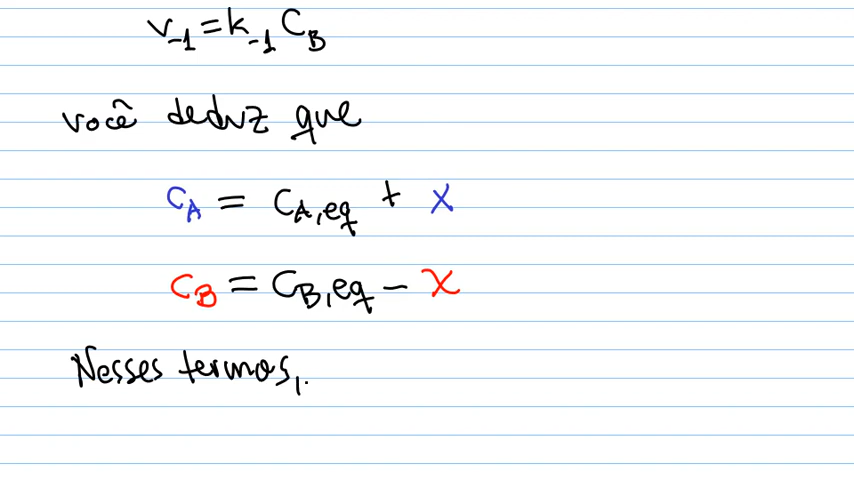 v₋₁ = k₋₁ C_B
você deduz que
C_A = C_A,eq + x
C_B = C_B,eq − x
Nesses termos,